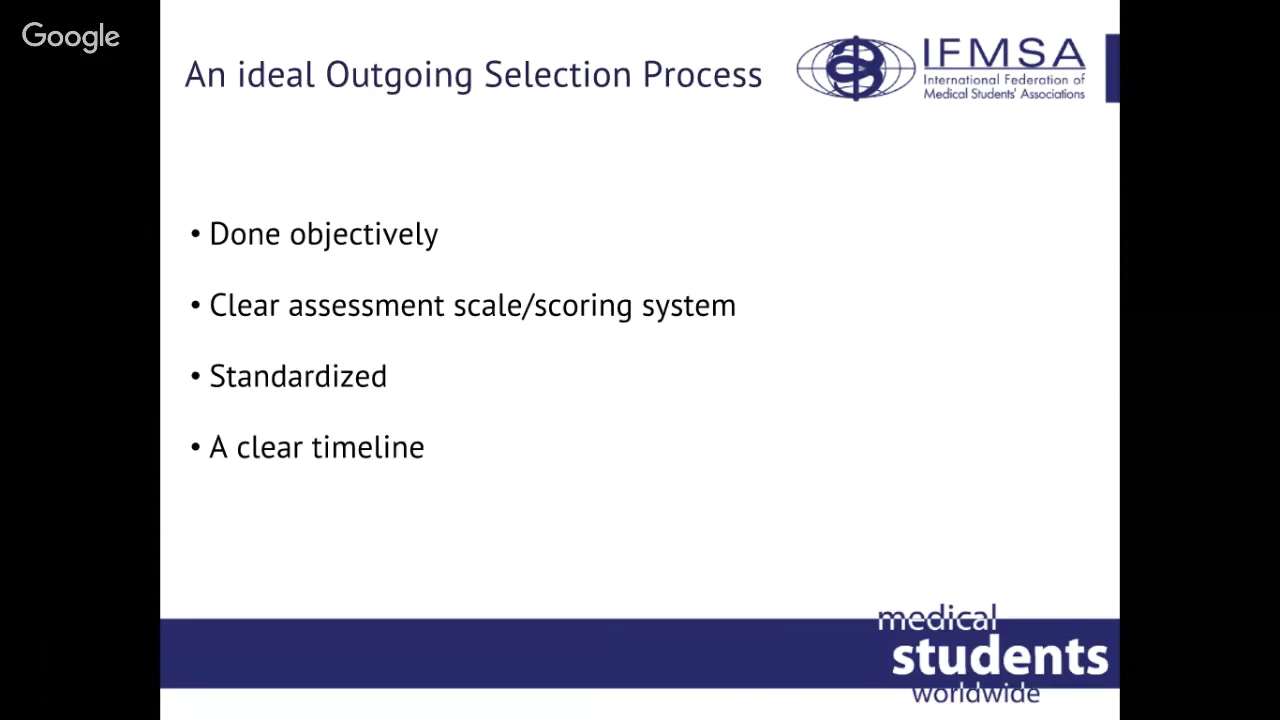 Google
An ideal Outgoing Selection Process
IFMSA
International Federation of
Medical Students' Associations
• Done objectively
• Clear assessment scale/scoring system
• Standardized
• A clear timeline
medical
students
worldwide